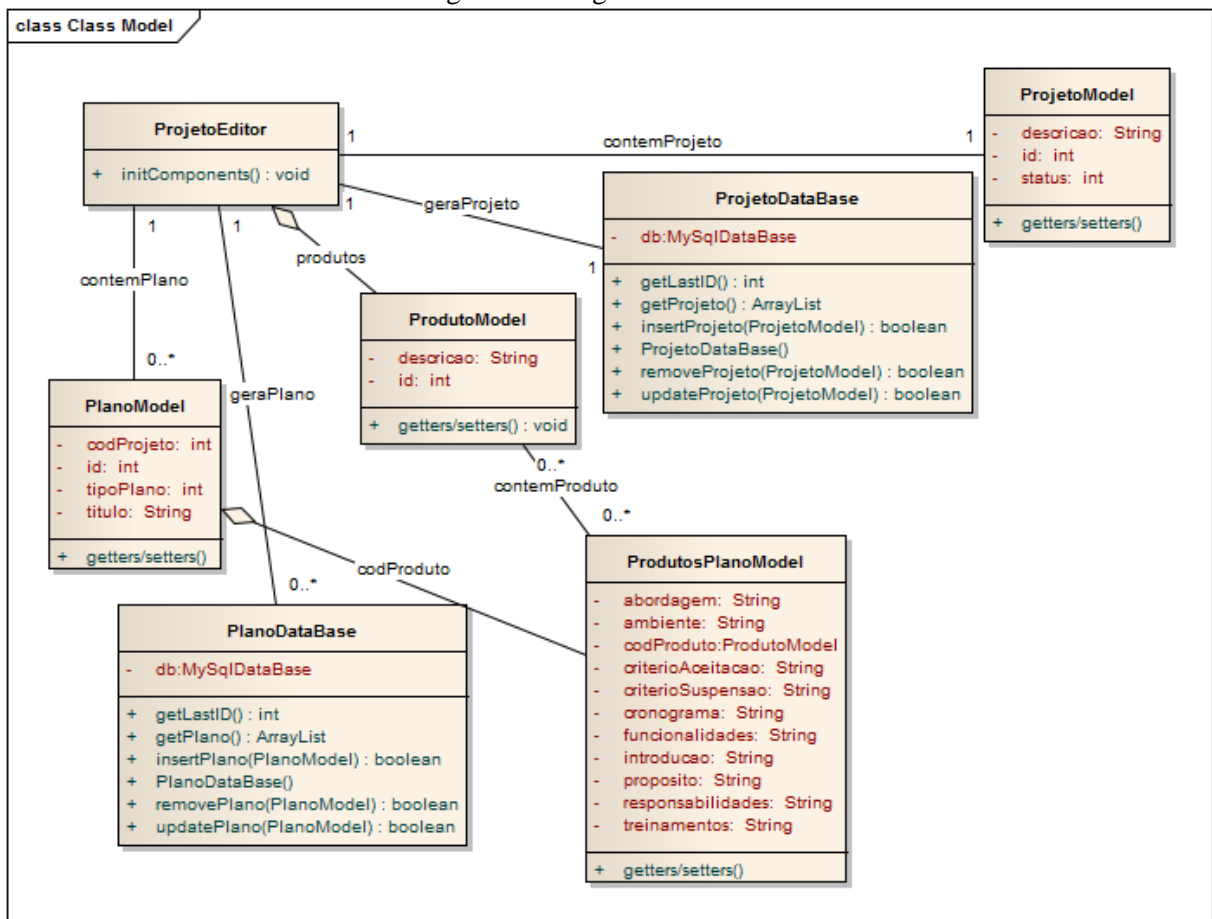 class Class Model
ProjetoEditor
+ initComponents() : void
1
contemProjeto
1
ProjetoModel
- descricao: String
- id: int
- status: int
+ getters/setters()
1
geraProjeto
1
ProjetoDataBase
- db:MySqlDataBase
+ getLastID() : int
+ getProjeto() : ArrayList
+ insertProjeto(ProjetoModel) : boolean
+ ProjetoDataBase()
+ removeProjeto(ProjetoModel) : boolean
+ updateProjeto(ProjetoModel) : boolean
1
contemPlano
0..*
1
geraPlano
0..*
produtos
ProdutoModel
- descricao: String
- id: int
+ getters/setters() : void
0..*
contemProduto
0..*
PlanoModel
- codProjeto: int
- id: int
- tipoPlano: int
- titulo: String
+ getters/setters()
codProduto
PlanoDataBase
- db:MySqlDataBase
+ getLastID() : int
+ getPlano() : ArrayList
+ insertPlano(PlanoModel) : boolean
+ PlanoDataBase()
+ removePlano(PlanoModel) : boolean
+ updatePlano(PlanoModel) : boolean
ProdutosPlanoModel
- abordagem: String
- ambiente: String
- codProduto:ProdutoModel
- criterioAceitacao: String
- criterioSuspensao: String
- cronograma: String
- funcionalidades: String
- introducao: String
- proposito: String
- responsabilidades: String
- treinamentos: String
+ getters/setters()